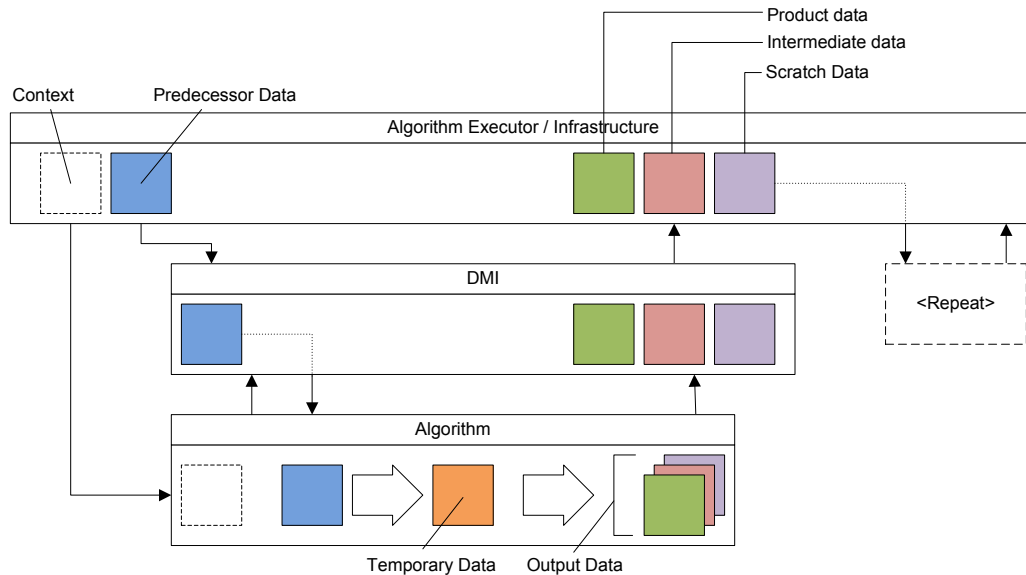 Product data
Intermediate data
Scratch Data
Context
Predecessor Data
Algorithm Executor / Infrastructure
DMI
<Repeat>
Algorithm
Temporary Data
Output Data